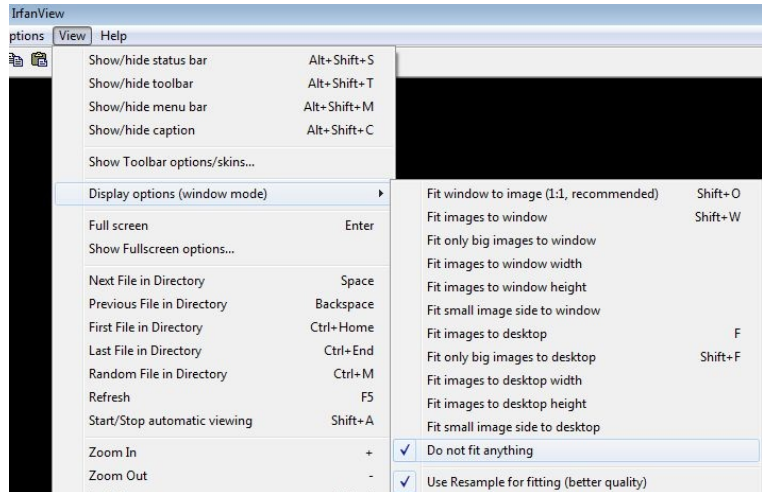 IrfanView
ptions View Help
Show/hide status bar Alt+Shift+S
Show/hide toolbar Alt+Shift+T
Show/hide menu bar Alt+Shift+M
Show/hide caption Alt+Shift+C
Show Toolbar options/skins...
Display options (window mode)
Full screen Enter
Show Fullscreen options...
Next File in Directory Space
Previous File in Directory Backspace
First File in Directory Ctrl+Home
Last File in Directory Ctrl+End
Random File in Directory Ctrl+M
Refresh F5
Start/Stop automatic viewing Shift+A
Zoom In +
Zoom Out -
Fit window to image (1:1, recommended) Shift+O
Fit images to window Shift+W
Fit only big images to window
Fit images to window width
Fit images to window height
Fit small image side to window
Fit images to desktop F
Fit only big images to desktop Shift+F
Fit images to desktop width
Fit images to desktop height
Fit small image side to desktop
Do not fit anything
Use Resample for fitting (better quality)